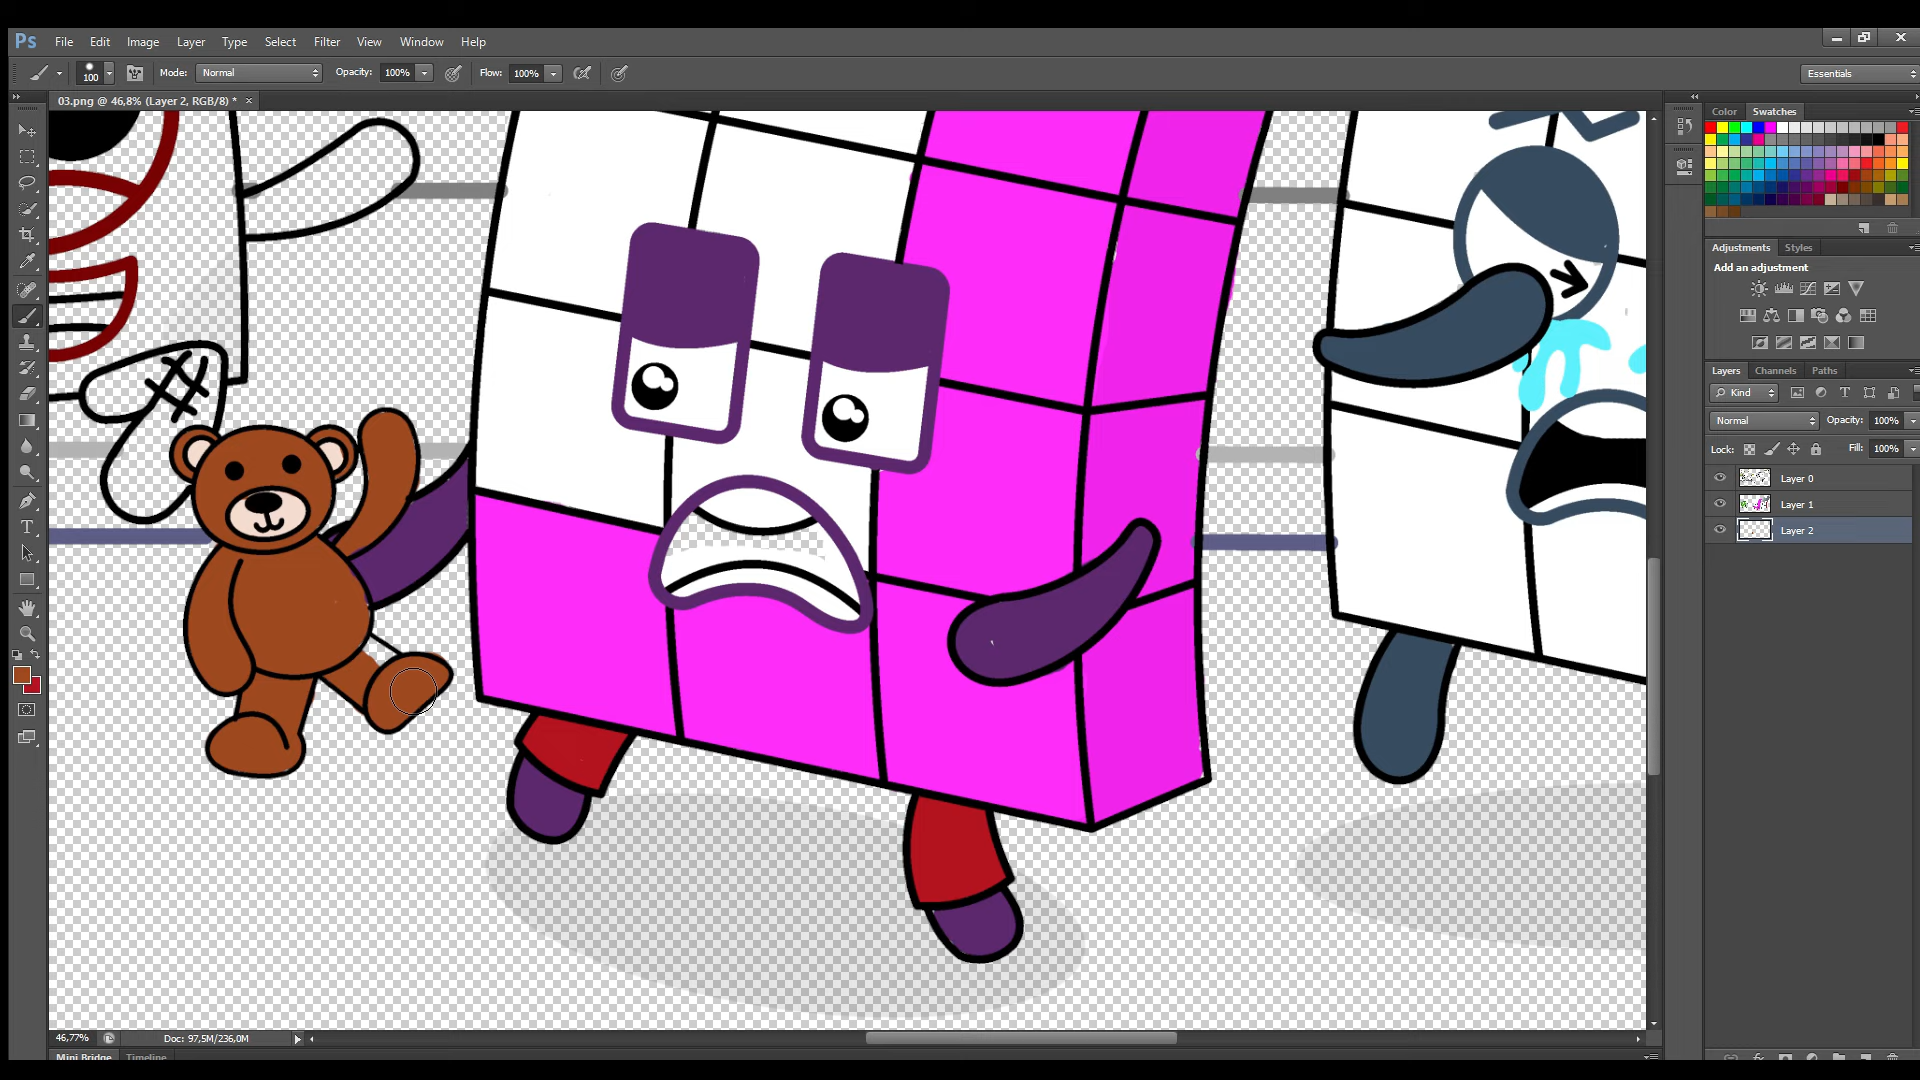 Ps File Edit Image Layer Type Select Filter View Window Help
100 Mode: Normal Opacity: 100% Flow: 100% Essentials
03.png @ 46,8% (Layer 2, RGB/8) *
Color Swatches
Adjustments Styles
Add an adjustment
Layers Channels Paths
Kind
Normal Opacity: 100%
Lock: Fill: 100%
Layer 0
Layer 1
Layer 2
46,77% Doc: 97,5M/236,0M
Mini Bridge Timeline